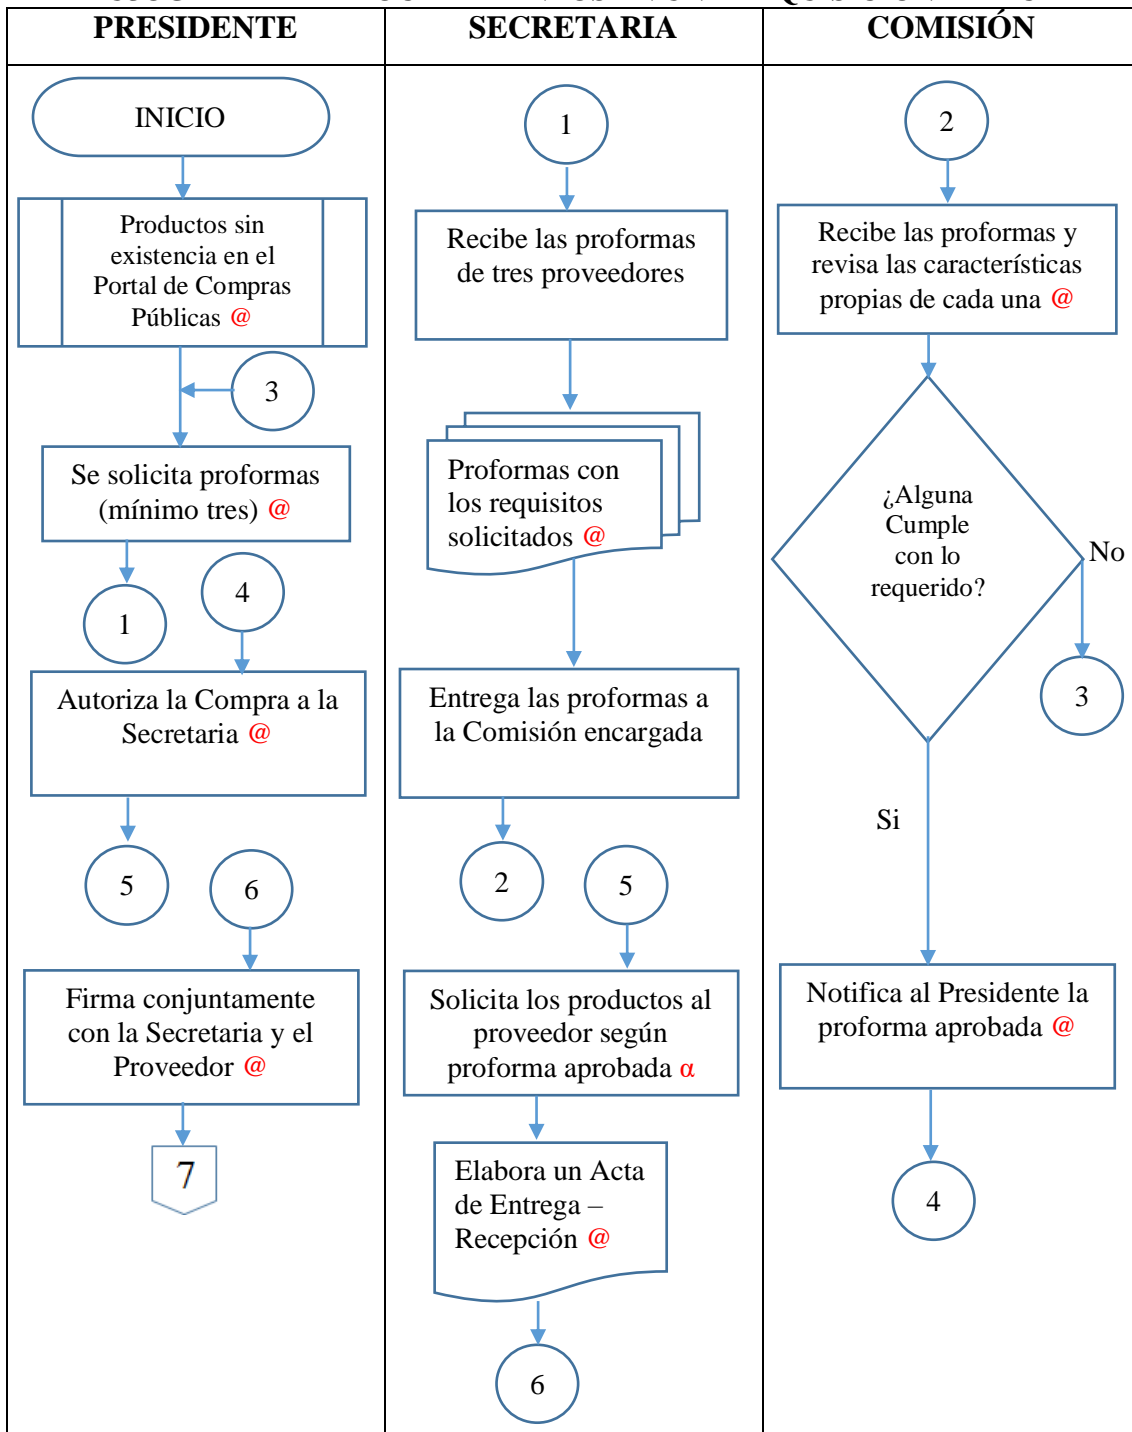 PRESIDENTE
SECRETARIA
COMISIÓN
INICIO
Productos sin
existencia en el
Portal de Compras
Públicas @
3
Se solicita proformas
(mínimo tres) @
1
4
Autoriza la Compra a la
Secretaria @
5
6
Firma conjuntamente
con la Secretaria y el
Proveedor @
7
1
Recibe las proformas
de tres proveedores
Proformas con
los requisitos
solicitados @
Entrega las proformas a
la Comisión encargada
2
5
Solicita los productos al
proveedor según
proforma aprobada α
Elabora un Acta
de Entrega –
Recepción @
6
2
Recibe las proformas y
revisa las características
propias de cada una @
¿Alguna
Cumple
con lo
requerido?
No
3
Si
Notifica al Presidente la
proforma aprobada @
4